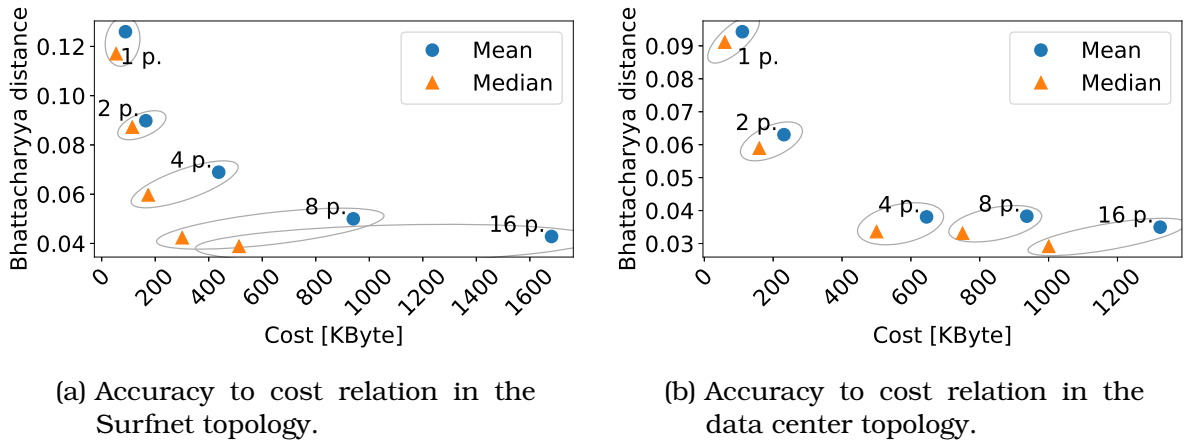 Bhattacharyya distance
0.12
0.10
0.08
0.06
0.04
1 p.
2 p.
4 p.
8 p.
16 p.
Mean
Median
0
200
400
600
800
1000
1200
1400
1600
Cost [KByte]
(a) Accuracy to cost relation in the
Surfnet topology.
Bhattacharyya distance
0.09
0.08
0.07
0.06
0.05
0.04
0.03
1 p.
2 p.
4 p.
8 p.
16 p.
Mean
Median
0
200
400
600
800
1000
1200
Cost [KByte]
(b) Accuracy to cost relation in the
data center topology.